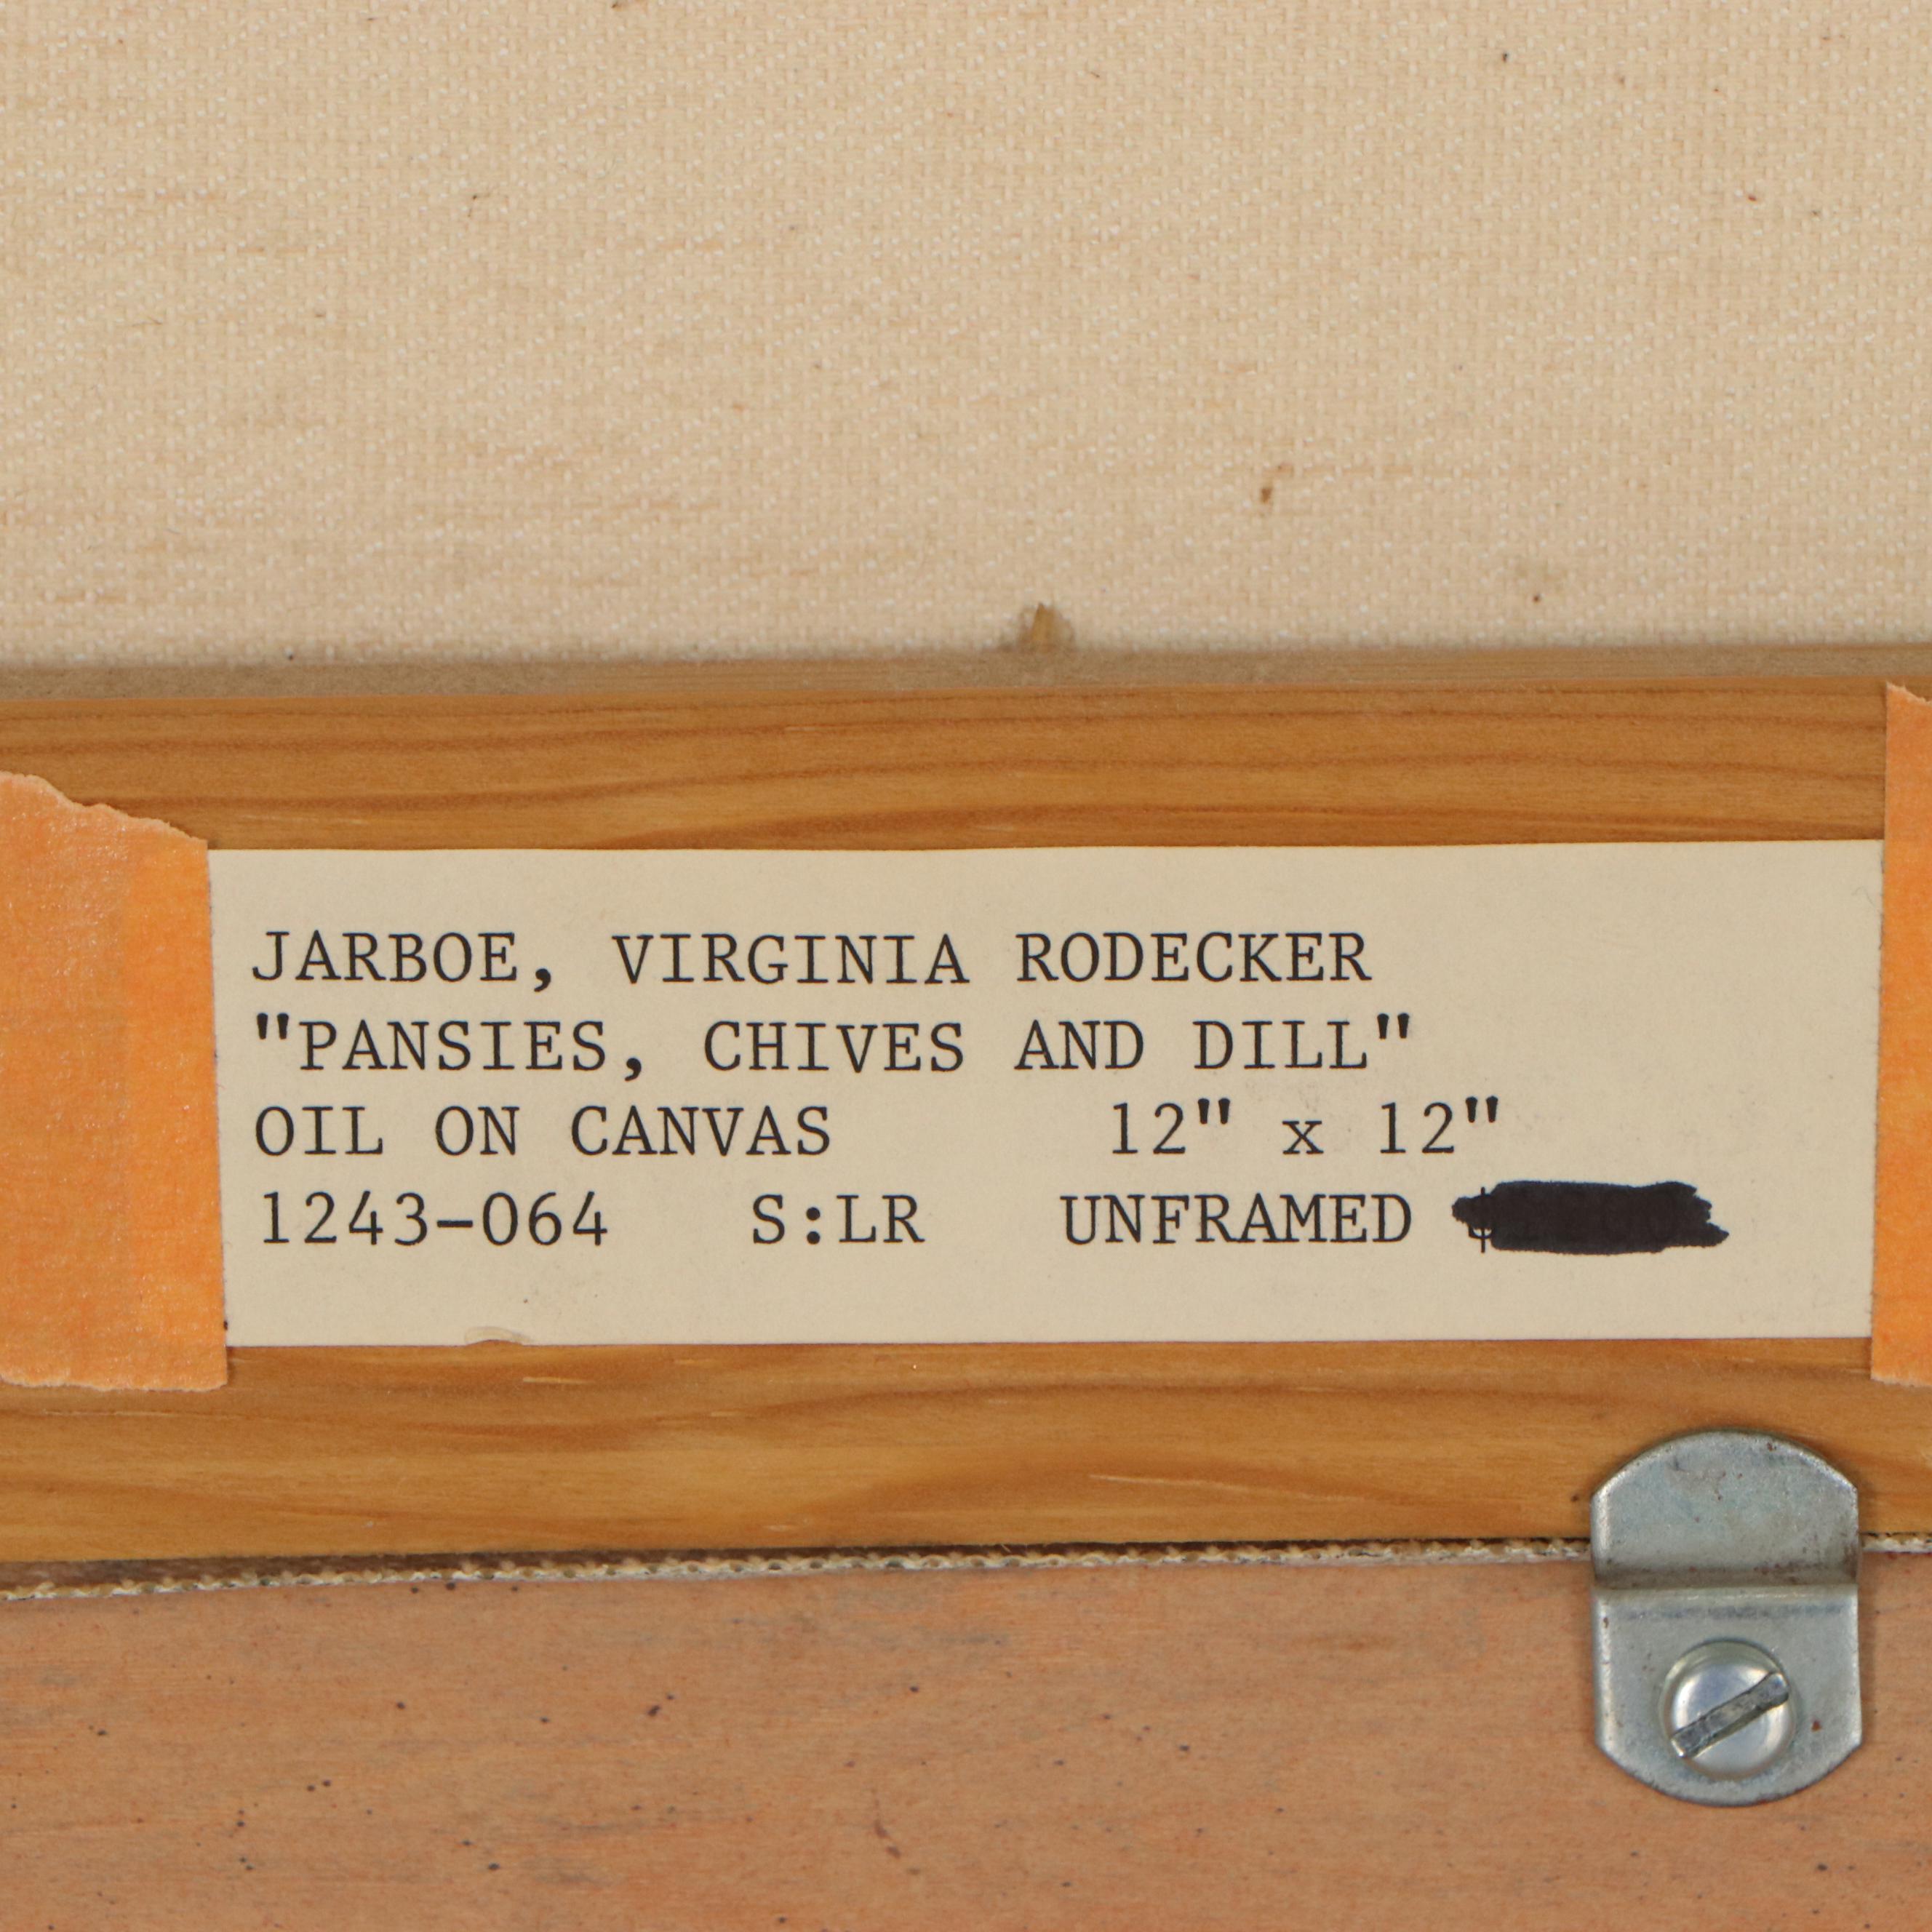 JARBOE, VIRGINIA RODECKER
"PANSIES, CHIVES AND DILL"
OIL ON CANVAS 12" x 12"
1243-064 S:LR UNFRAMED $